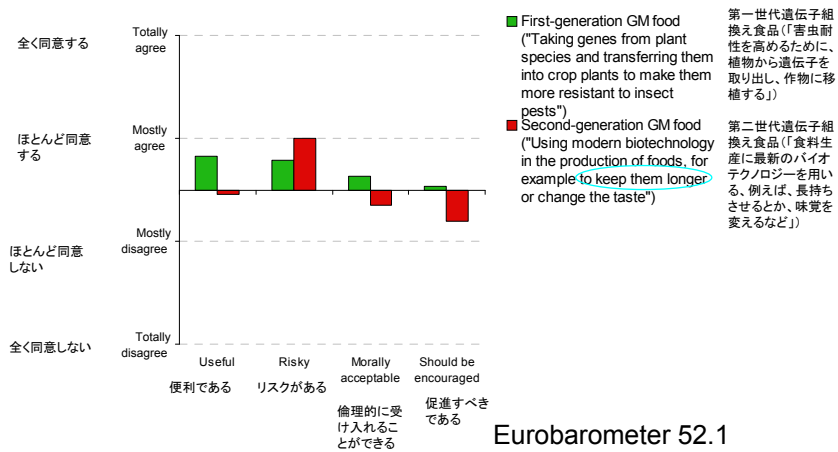 全く同意する
Totally
agree
ほとんど同意
する
Mostly
agree
ほとんど同意
しない
Mostly
disagree
全く同意しない
Totally
disagree
Useful
Risky
Morally
acceptable
Should be
encouraged
便利である
リスクがある
倫理的に受
け入れるこ
とができる
促進すべき
である
First-generation GM food
("Taking genes from plant
species and transferring them
into crop plants to make them
more resistant to insect
pests")
Second-generation GM food
("Using modern biotechnology
in the production of foods, for
example to keep them longer
or change the taste")
第一世代遺伝子組
換え食品(「害虫耐
性を高めるために、
植物から遺伝子を
取り出し、作物に移
植する」)
第二世代遺伝子組
換え食品(「食料生
産に最新のバイオ
テクノロジーを用い
る、例えば、長持ち
させるとか、味覚を
変えるなど」)
Eurobarometer 52.1